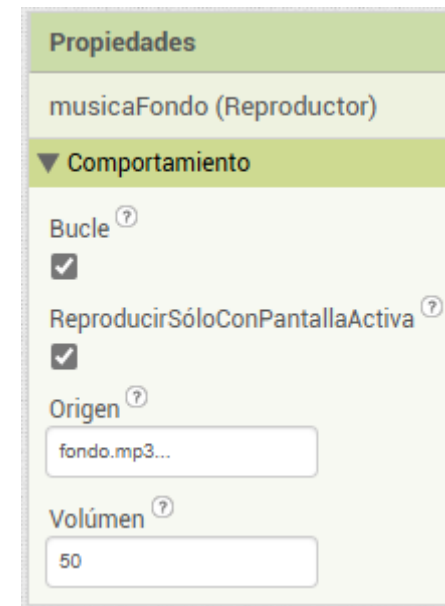 Propiedades
musicaFondo (Reproductor)
Comportamiento
Bucle ?
ReproducirSóloConPantallaActiva ?
Origen ?
fondo.mp3...
Volúmen ?
50